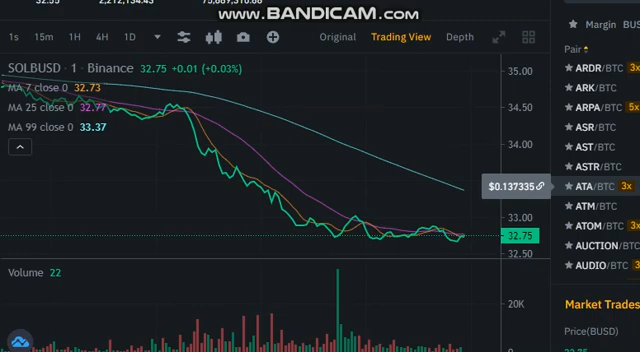 WWW.BANDICAM.COM
1s 15m 1H 4H 1D Original Trading View Depth
SOLBUSD · 1 · Binance 32.75 +0.01 (+0.03%)
MA 7 close 0 32.73
MA 25 close 0 32.77
MA 99 close 0 33.37
35.00
34.50
34.00
$0.137335
33.00
32.75
32.50
Volume 22
20K
10K
0
Margin BUS
Pair
ARDR/BTC 3x
ARK/BTC
ARPA/BTC 5x
ASR/BTC
AST/BTC
ASTR/BTC
ATA/BTC 3x
ATM/BTC
ATOM/BTC 3x
AUCTION/BTC
AUDIO/BTC 3x
Market Trades
Price(BUSD)